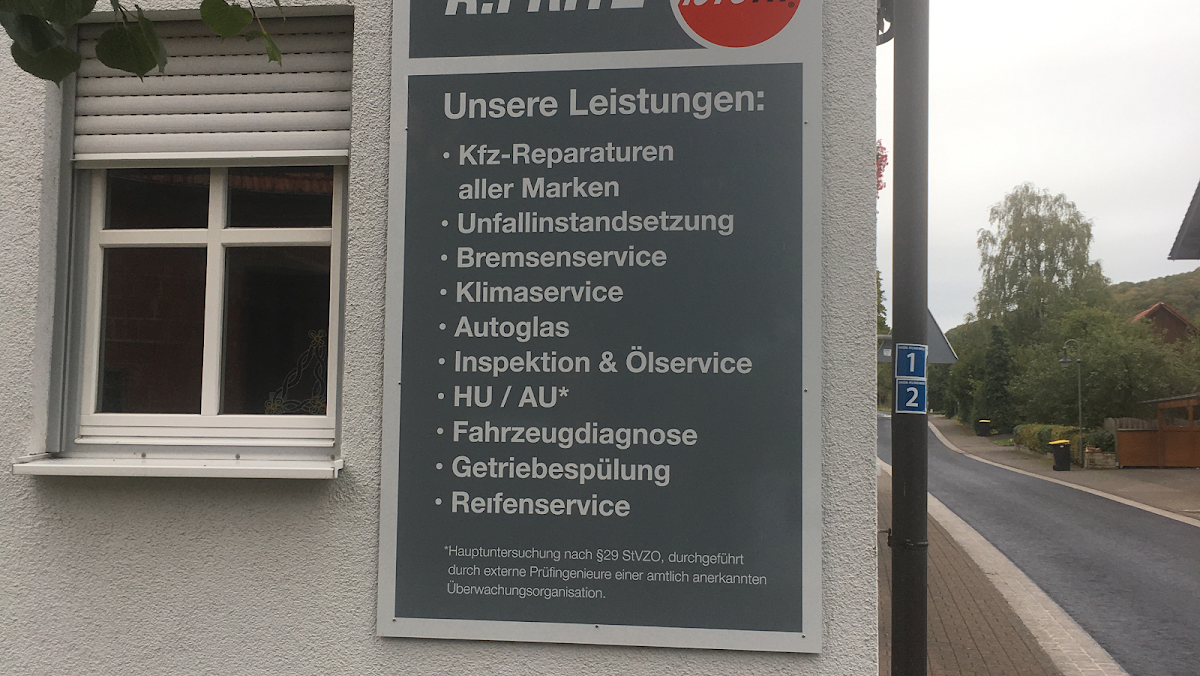 Unsere Leistungen:
• Kfz-Reparaturen
aller Marken
• Unfallinstandsetzung
• Bremsenservice
• Klimaservice
• Autoglas
• Inspektion & Ölservice
• HU / AU*
• Fahrzeugdiagnose
• Getriebespülung
• Reifenservice
*Hauptuntersuchung nach §29 StVZO, durchgeführt
durch externe Prüfingenieure einer amtlich anerkannten
Überwachungsorganisation.
1
2